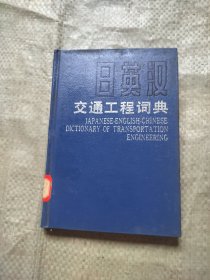 日英汉
交通工程词典
JAPANESE-ENGLISH-CHINESE
DICTIONARY OF TRANSPORTATION
ENGINEERING